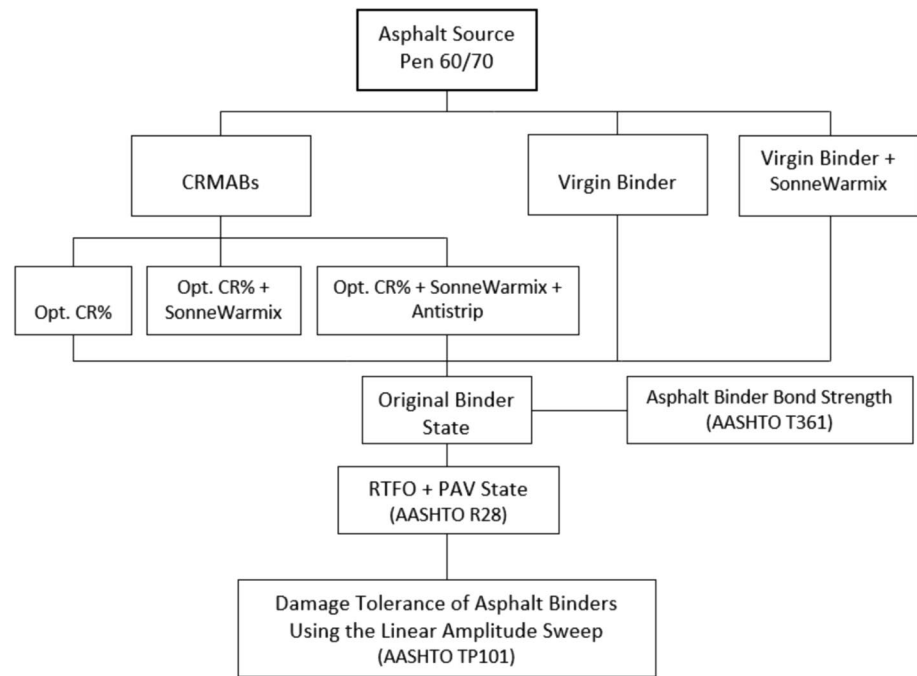 Asphalt Source
Pen 60/70
CRMABs
Virgin Binder
Virgin Binder +
SonneWarmix
Opt. CR%
Opt. CR% +
SonneWarmix
Opt. CR% + SonneWarmix +
Antistrip
Original Binder
State
Asphalt Binder Bond Strength
(AASHTO T361)
RTFO + PAV State
(AASHTO R28)
Damage Tolerance of Asphalt Binders
Using the Linear Amplitude Sweep
(AASHTO TP101)